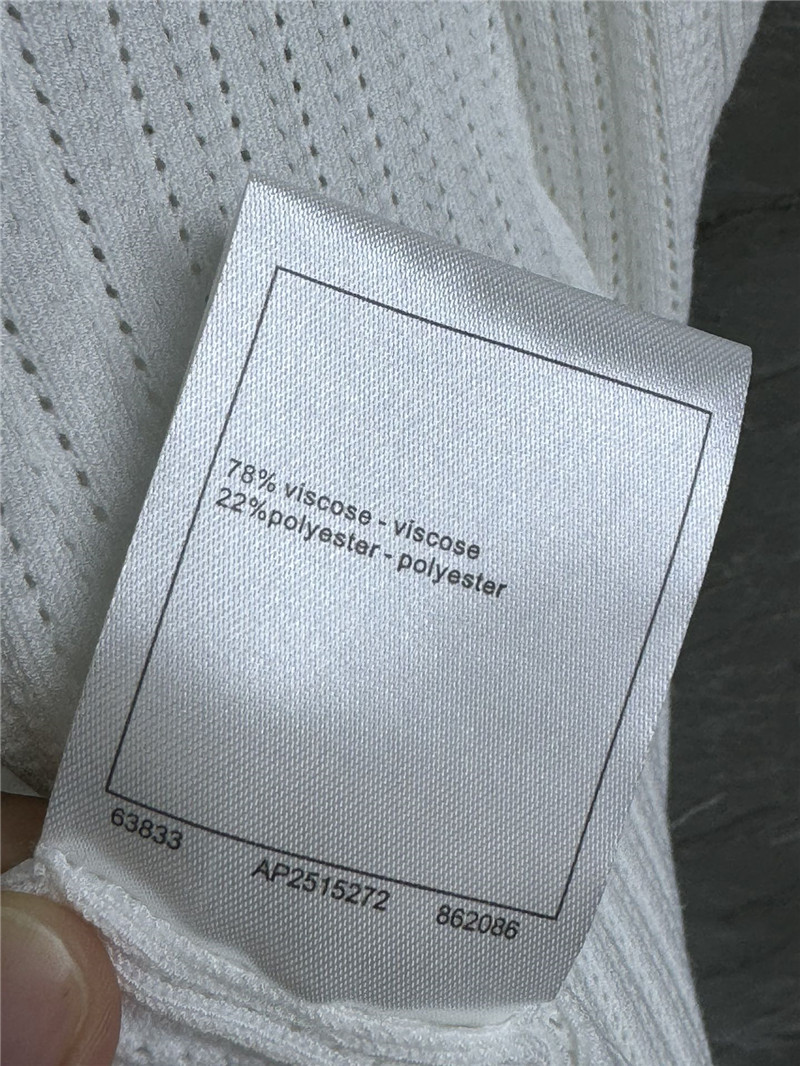 78% viscose - viscose
22%polyester - polyester
63833 AP2515272 862086